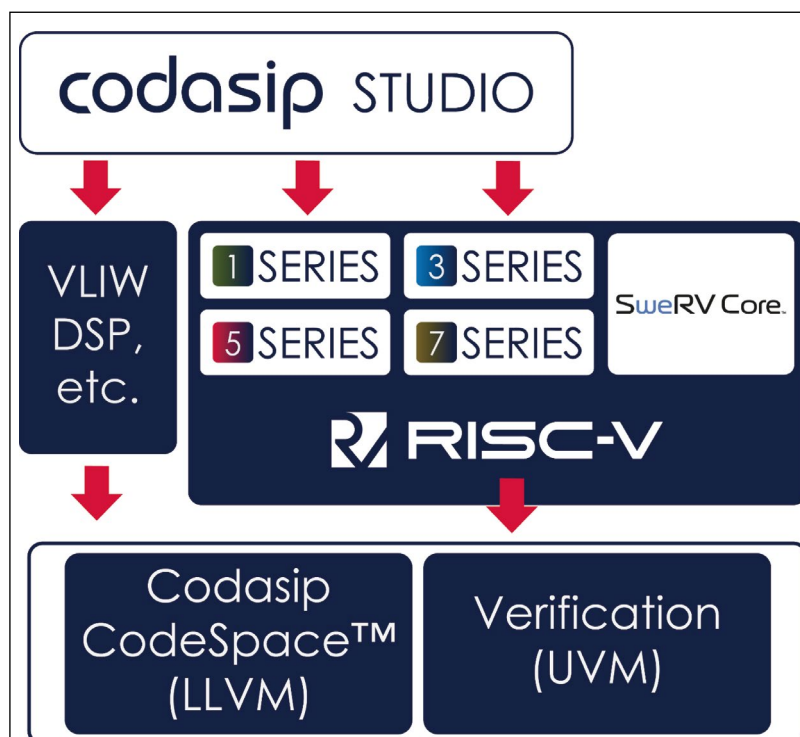 codasip STUDIO
VLIW
DSP,
etc.
1 SERIES
3 SERIES
5 SERIES
7 SERIES
SweRV Core™
RISC-V
Codasip
CodeSpace™
(LLVM)
Verification
(UVM)